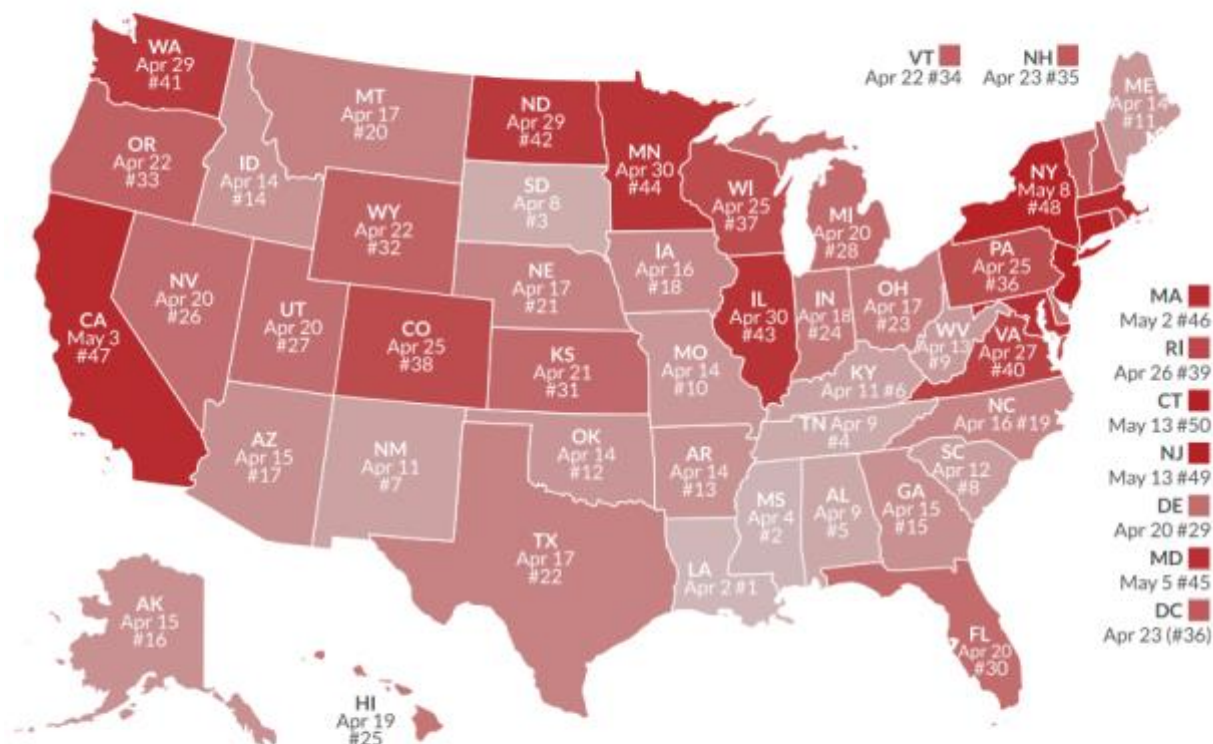 WA
Apr 29
#41
OR
Apr 22
#33
CA
May 3
#47
ID
Apr 14
#14
NV
Apr 20
#26
MT
Apr 17
#20
WY
Apr 22
#32
UT
Apr 20
#27
AZ
Apr 15
#17
CO
Apr 25
#38
NM
Apr 11
#7
ND
Apr 29
#42
SD
Apr 8
#3
NE
Apr 17
#21
KS
Apr 21
#31
OK
Apr 14
#12
TX
Apr 17
#22
MN
Apr 30
#44
IA
Apr 16
#18
MO
Apr 14
#10
AR
Apr 14
#13
LA
Apr 2 #1
WI
Apr 25
#37
IL
Apr 30
#43
MI
Apr 20
#28
IN
Apr 18
#24
OH
Apr 17
#23
KY
Apr 11 #6
TN Apr 9
#4
MS
Apr 4
#2
AL
Apr 9
#5
GA
Apr 15
#15
FL
Apr 20
#30
SC
Apr 12
#8
NC
Apr 16 #19
WV
Apr 13
#9
VA
Apr 27
#40
PA
Apr 25
#36
NY
May 8
#48
VT
Apr 22 #34
NH
Apr 23 #35
ME
Apr 14
#11
MA
May 2 #46
RI
Apr 26 #39
CT
May 13 #50
NJ
May 13 #49
DE
Apr 20 #29
MD
May 5 #45
DC
Apr 23 (#36)
AK
Apr 15
#16
HI
Apr 19
#25